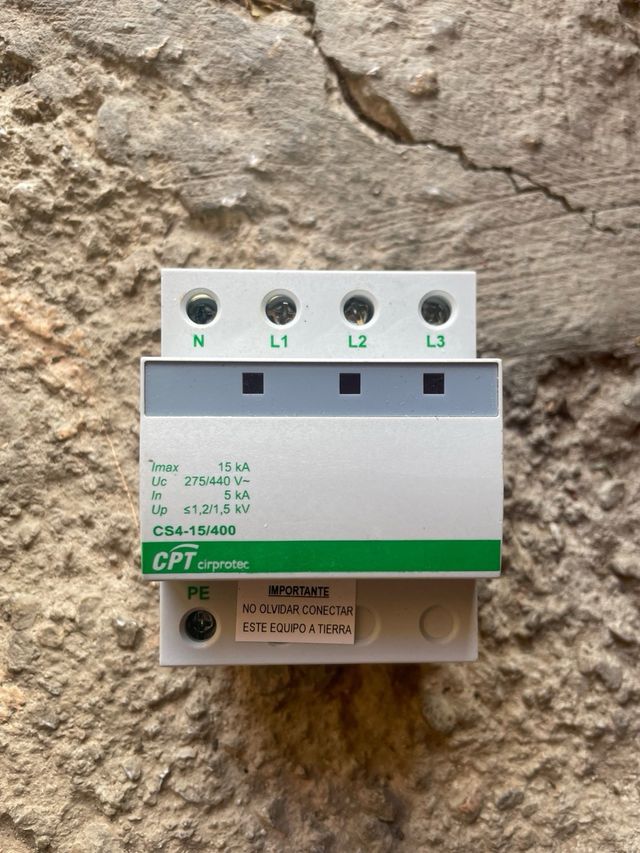 N L1 L2 L3
Imax 15 kA
Uc 275/440 V~
In 5 kA
Up ≤1,2/1,5 kV
CS4-15/400
CPT cirprotec
PE
IMPORTANTE
NO OLVIDAR CONECTAR
ESTE EQUIPO A TIERRA